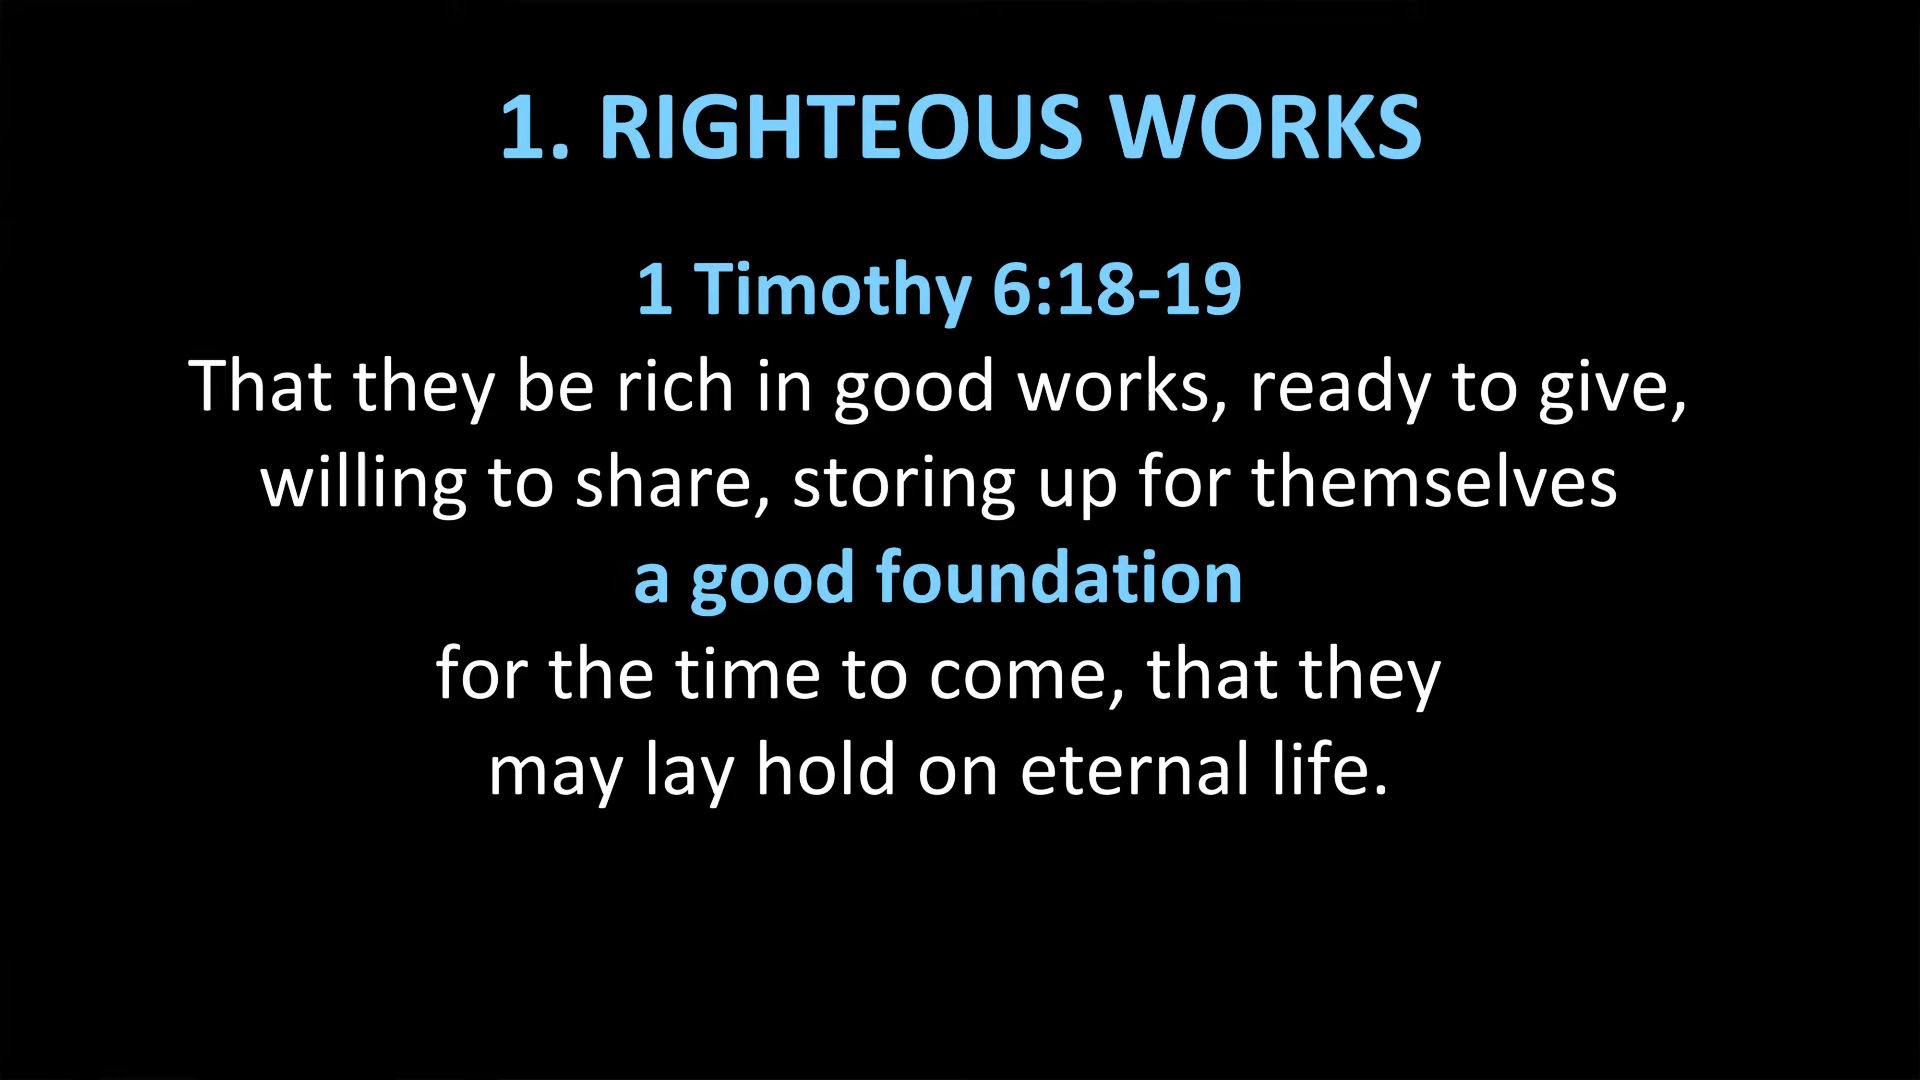 1. RIGHTEOUS WORKS
1 Timothy 6:18-19
That they be rich in good works, ready to give,
willing to share, storing up for themselves
a good foundation
for the time to come, that they
may lay hold on eternal life.